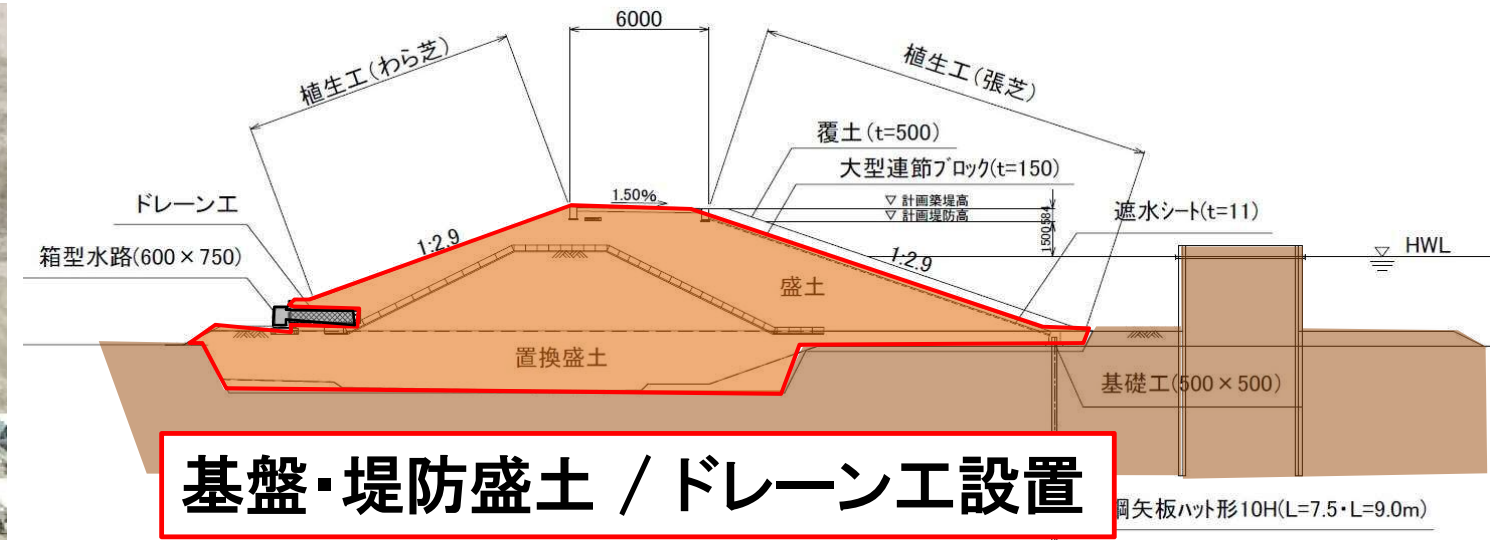 6000
植生工(わら芝)
植生工(張芝)
覆土(t=500)
大型連節ブロック(t=150)
ドレーン工
1.50%
▽ 計画築堤高
▽ 計画堤防高
584
1500
遮水シート(t=11)
箱型水路(600×750)
1:2.9
1:2.9
▽ HWL
盛土
置換盛土
基礎工(500×500)
基盤・堤防盛土 / ドレーン工設置
鋼矢板ハット形10H(L=7.5・L=9.0m)